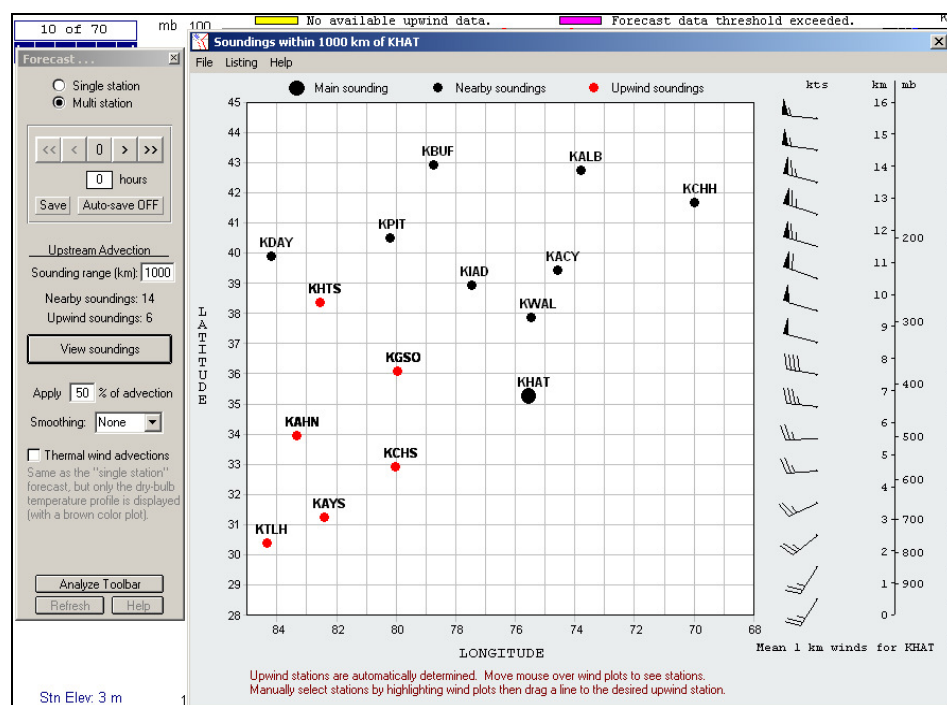 10 of 70
mb 100
No available upwind data.
Forecast data threshold exceeded.
K
Forecast . . .
Single station
Multi station
<< < 0 > >>
0 hours
Save Auto-save OFF
Upstream Advection
Sounding range (km): 1000
Nearby soundings: 14
Upwind soundings: 6
View soundings
Apply 50 % of advection
Smoothing: None
Thermal wind advections
Same as the "single station"
forecast, but only the dry-bulb
temperature profile is displayed
(with a brown color plot).
Analyze Toolbar
Refresh Help
Stn Elev: 3 m
1
Soundings within 1000 km of KHAT
File Listing Help
Main sounding Nearby soundings Upwind soundings
LATITUDE
45
44
43
42
41
40
39
38
37
36
35
34
33
32
31
30
29
28
KBUF
KALB
KCHH
KPIT
KDAY
KACY
KIAD
KHTS
KWAL
KGSO
KHAT
KAHN
KCHS
KAYS
KTLH
84 82 80 78 76 74 72 70 68
LONGITUDE
kts km mb
16
15
14
13
12
11
10
9
8
7
6
5
4
3
2
1
0
200
300
400
500
600
700
800
900
Mean 1 km winds for KHAT
Upwind stations are automatically determined. Move mouse over wind plots to see stations.
Manually select stations by highlighting wind plots then drag a line to the desired upwind station.